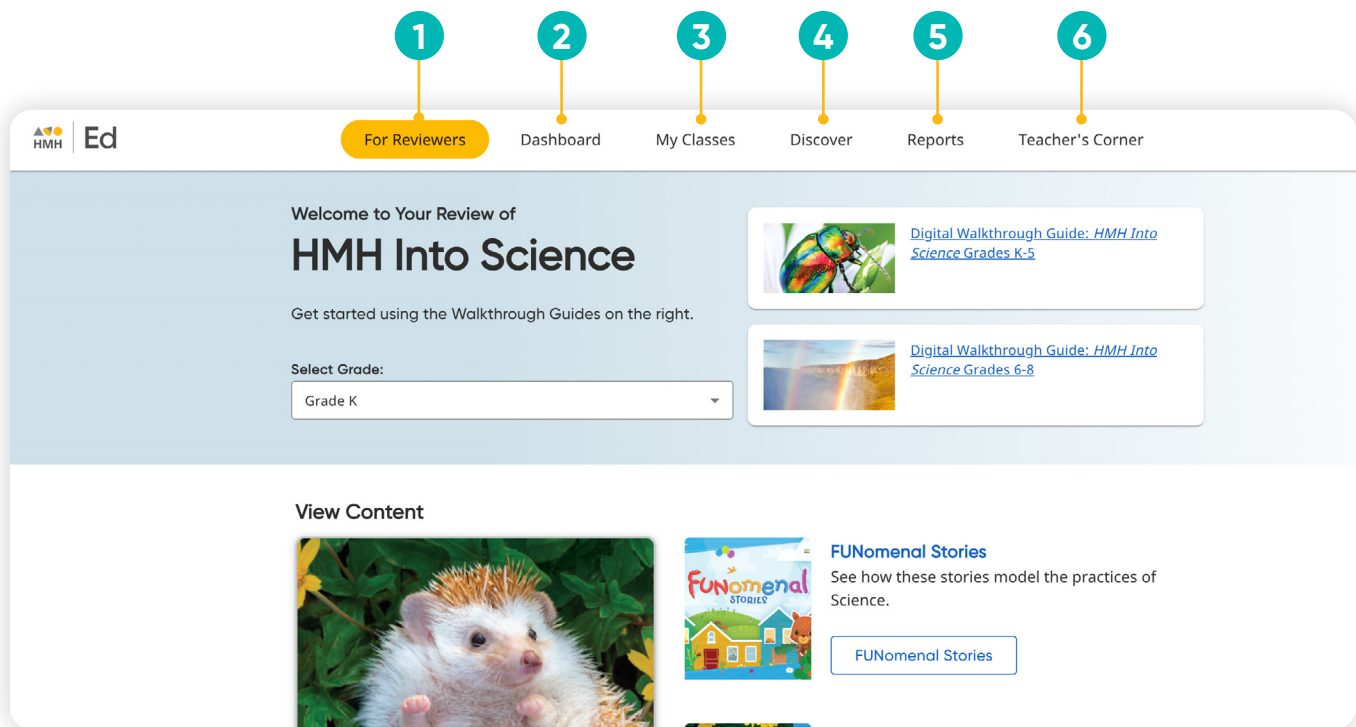 1 2 3 4 5 6
HMH Ed For Reviewers Dashboard My Classes Discover Reports Teacher's Corner
Welcome to Your Review of
HMH Into Science
Get started using the Walkthrough Guides on the right.
Select Grade:
Grade K
Digital Walkthrough Guide: HMH Into
Science Grades K-5
Digital Walkthrough Guide: HMH Into
Science Grades 6-8
View Content
FUNomenal
STORIES
FUNomenal Stories
See how these stories model the practices of
Science.
FUNomenal Stories